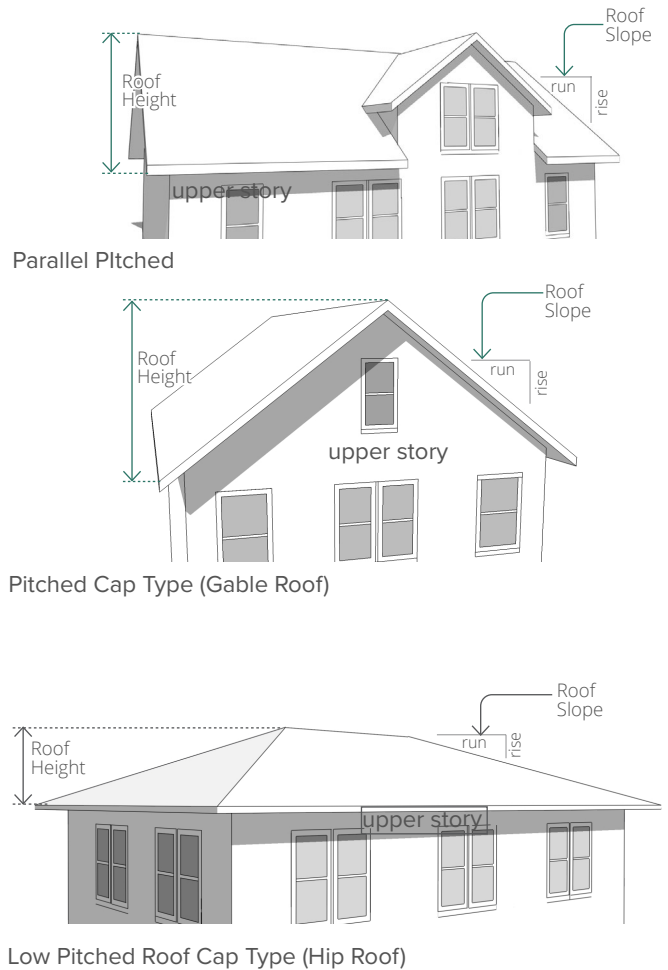 Roof
Slope
Roof
Height
run
rise
upper story
Parallel PItched
Roof
Slope
Roof
Height
run
rise
upper story
Pitched Cap Type (Gable Roof)
Roof
Slope
Roof
Height
run
rise
upper story
Low Pitched Roof Cap Type (Hip Roof)